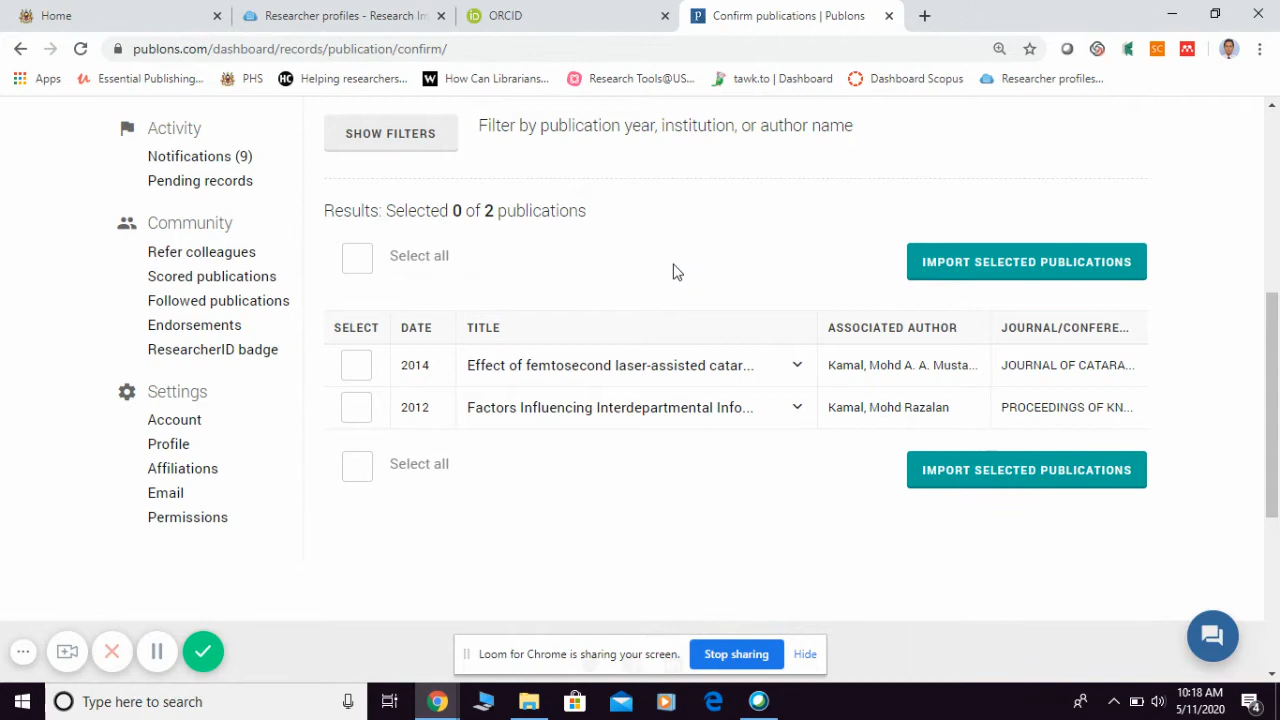 Home
Researcher profiles - Research Im
ORCID
Confirm publications | Publons
publons.com/dashboard/records/publication/confirm/
Apps
Essential Publishing...
PHS
HC
Helping researchers...
W
How Can Librarians...
Research Tools@US...
tawk.to | Dashboard
Dashboard Scopus
Researcher profiles...
SC
Activity
Notifications (9)
Pending records
Community
Refer colleagues
Scored publications
Followed publications
Endorsements
ResearcherID badge
Settings
Account
Profile
Affiliations
Email
Permissions
SHOW FILTERS
Filter by publication year, institution, or author name
Results: Selected 0 of 2 publications
Select all
IMPORT SELECTED PUBLICATIONS
SELECT DATE TITLE ASSOCIATED AUTHOR JOURNAL/CONFERE...
2014 Effect of femtosecond laser-assisted catar... Kamal, Mohd A. A. Musta... JOURNAL OF CATARA...
2012 Factors Influencing Interdepartmental Info... Kamal, Mohd Razalan PROCEEDINGS OF KN...
Select all
IMPORT SELECTED PUBLICATIONS
Loom for Chrome is sharing your screen.
Stop sharing
Hide
Type here to search
10:18 AM
5/11/2020
4